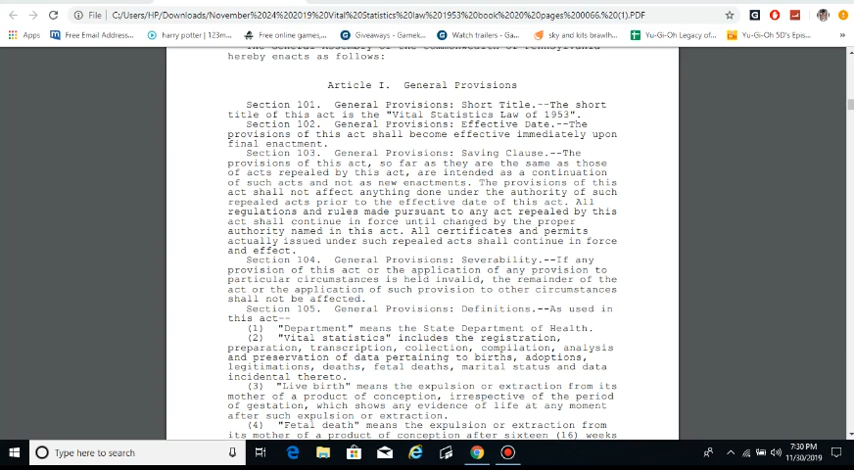 File | C:/Users/HP/Downloads/November%2024%202019%20Vital%20Statistics%20law%201953%20book%2020%20pages%200066.%20(1).PDF
Apps Free Email Address... harry potter | 123m... Free online games,... Giveaways - Gamek... Watch trailers - Ga... sky and kits brawlh... Yu-Gi-Oh Legacy of... Yu-Gi-Oh 5D's Epis...
The General Assembly of the Commonwealth of Pennsylvania
hereby enacts as follows:
Article I. General Provisions
Section 101. General Provisions: Short Title.--The short
title of this act is the "Vital Statistics Law of 1953".
Section 102. General Provisions: Effective Date.--The
provisions of this act shall become effective immediately upon
final enactment.
Section 103. General Provisions: Saving Clause.--The
provisions of this act, so far as they are the same as those
of acts repealed by this act, are intended as a continuation
of such acts and not as new enactments. The provisions of this
act shall not affect anything done under the authority of such
repealed acts prior to the effective date of this act. All
regulations and rules made pursuant to any act repealed by this
act shall continue in force until changed by the proper
authority named in this act. All certificates and permits
actually issued under such repealed acts shall continue in force
and effect.
Section 104. General Provisions: Severability.--If any
provision of this act or the application of any provision to
particular circumstances is held invalid, the remainder of the
act or the application of such provision to other circumstances
shall not be affected.
Section 105. General Provisions: Definitions.--As used in
this act--
(1) "Department" means the State Department of Health.
(2) "Vital statistics" includes the registration,
preparation, transcription, collection, compilation, analysis
and preservation of data pertaining to births, adoptions,
legitimations, deaths, fetal deaths, marital status and data
incidental thereto.
(3) "Live birth" means the expulsion or extraction from its
mother of a product of conception, irrespective of the period
of gestation, which shows any evidence of life at any moment
after such expulsion or extraction.
(4) "Fetal death" means the expulsion or extraction from
its mother of a product of conception after sixteen (16) weeks
Type here to search
7:30 PM
11/30/2019